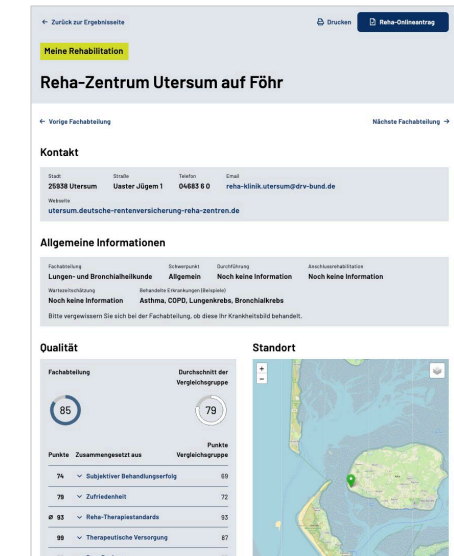 ← Zurück zur Ergebnisseite Drucken Reha-Onlineantrag
Meine Rehabilitation
Reha-Zentrum Utersum auf Föhr
← Vorige Fachabteilung Nächste Fachabteilung →
Kontakt
Stadt Straße Telefon Email
25938 Utersum Uaster Jügem 1 04683 6 0 reha-klinik.utersum@drv-bund.de
Webseite
utersum.deutsche-rentenversicherung-reha-zentren.de
Allgemeine Informationen
Fachabteilung Schwerpunkt Durchführung Anschlussrehabilitation
Lungen- und Bronchialheilkunde Allgemein Noch keine Information Noch keine Information
Wartezeitschätzung Behandelte Erkrankungen (Beispiele)
Noch keine Information Asthma, COPD, Lungenkrebs, Bronchialkrebs
Bitte vergewissern Sie sich bei der Fachabteilung, ob diese Ihr Krankheitsbild behandelt.
Qualität Standort
Fachabteilung Durchschnitt der
Vergleichsgruppe
85 79
Punkte
Punkte Zusammengesetzt aus Vergleichsgruppe
74 Subjektiver Behandlungserfolg 69
79 Zufriedenheit 72
Ø 93 Reha-Therapiestandards 93
99 Therapeutische Versorgung 87
+
−